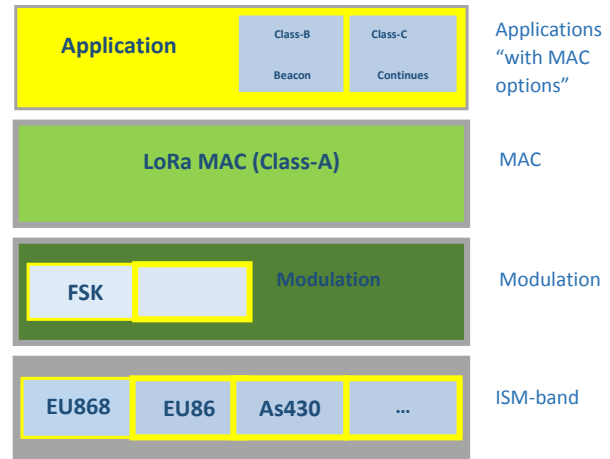 Application
Class-B
Beacon
Class-C
Continues
Applications
“with MAC
options”
LoRa MAC (Class-A)
MAC
FSK
Modulation
Modulation
EU868
EU86
As430
...
ISM-band